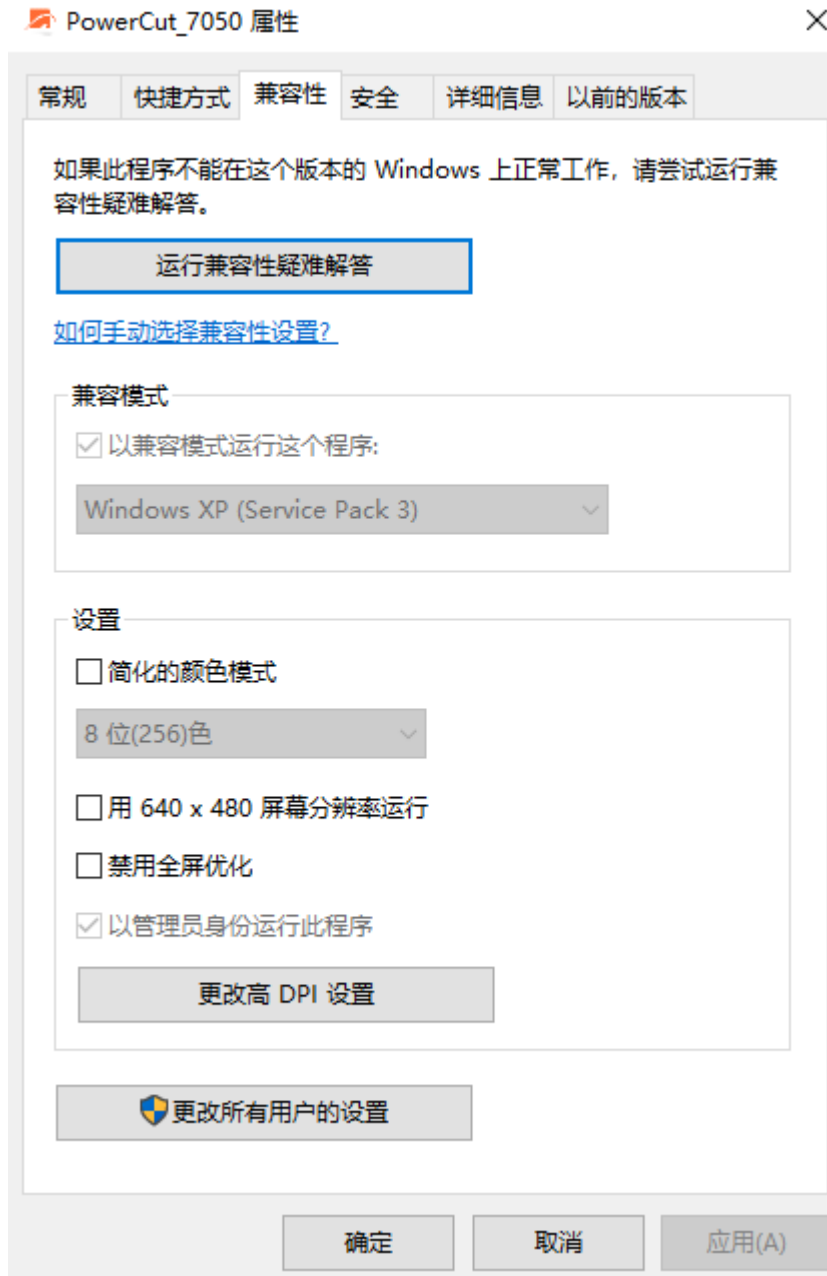 PowerCut_7050 属性
常规
快捷方式
兼容性
安全
详细信息
以前的版本
如果此程序不能在这个版本的 Windows 上正常工作，请尝试运行兼
容性疑难解答。
运行兼容性疑难解答
如何手动选择兼容性设置?
兼容模式
以兼容模式运行这个程序:
Windows XP (Service Pack 3)
设置
简化的颜色模式
8 位(256)色
用 640 x 480 屏幕分辨率运行
禁用全屏优化
以管理员身份运行此程序
更改高 DPI 设置
更改所有用户的设置
确定
取消
应用(A)